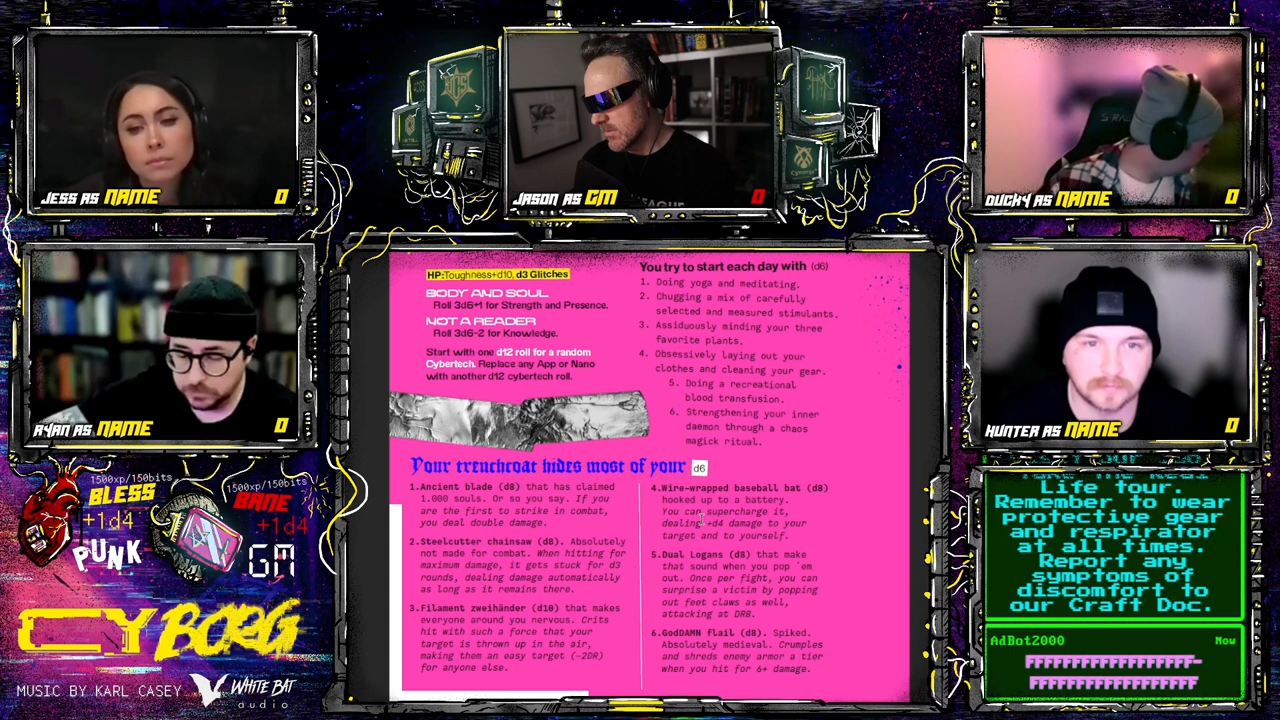 JESS AS NAME 0
JASON AS GM 0
DUCKY AS NAME 0
RYAN AS NAME 0
HUNTER AS NAME 0
HP:Toughness+d10, d3 Glitches
BODY AND SOUL
Roll 3d6+1 for Strength and Presence.
NOT A READER
Roll 3d6-2 for Knowledge.
Start with one d12 roll for a random
Cybertech. Replace any App or Nano
with another d12 cybertech roll.
You try to start each day with (d6)
1. Doing yoga and meditating.
2. Chugging a mix of carefully
selected and measured stimulants.
3. Assiduously minding your three
favorite plants.
4. Obsessively laying out your
clothes and cleaning your gear.
5. Doing a recreational
blood transfusion.
6. Strengthening your inner
daemon through a chaos
magick ritual.
Your trenchcoat hides most of your d6
1.Ancient blade (d8) that has claimed
1.000 souls. Or so you say. If you
are the first to strike in combat,
you deal double damage.
2.Steelcutter chainsaw (d8). Absolutely
not made for combat. When hitting for
maximum damage, it gets stuck for d3
rounds, dealing damage automatically
as long as it remains there.
3.Filament zweihänder (d10) that makes
everyone around you nervous. Crits
hit with such a force that your
target is thrown up in the air,
making them an easy target (-2DR)
for anyone else.
4.Wire-wrapped baseball bat (d8)
hooked up to a battery.
You can supercharge it,
dealing +d4 damage to your
target and to yourself.
5.Dual Logans (d8) that make
that sound when you pop 'em
out. Once per fight, you can
surprise a victim by popping
out feet claws as well,
attacking at DR8.
6.GodDAMN flail (d8). Spiked.
Absolutely medieval. Crumples
and shreds enemy armor a tier
when you hit for 6+ damage.
1500xp/150bits
BLESS
+1d4
PUNK
1500xp/150bits
BANE
+1d4
GM
CY BORG
MUSIC BY KARL CASEY
WHITE BAT
audio
Life tour.
Remember to wear
protective gear
and respirator
at all times.
Report any
symptoms of
discomfort to
our Craft Doc.
AdBot2000 Now